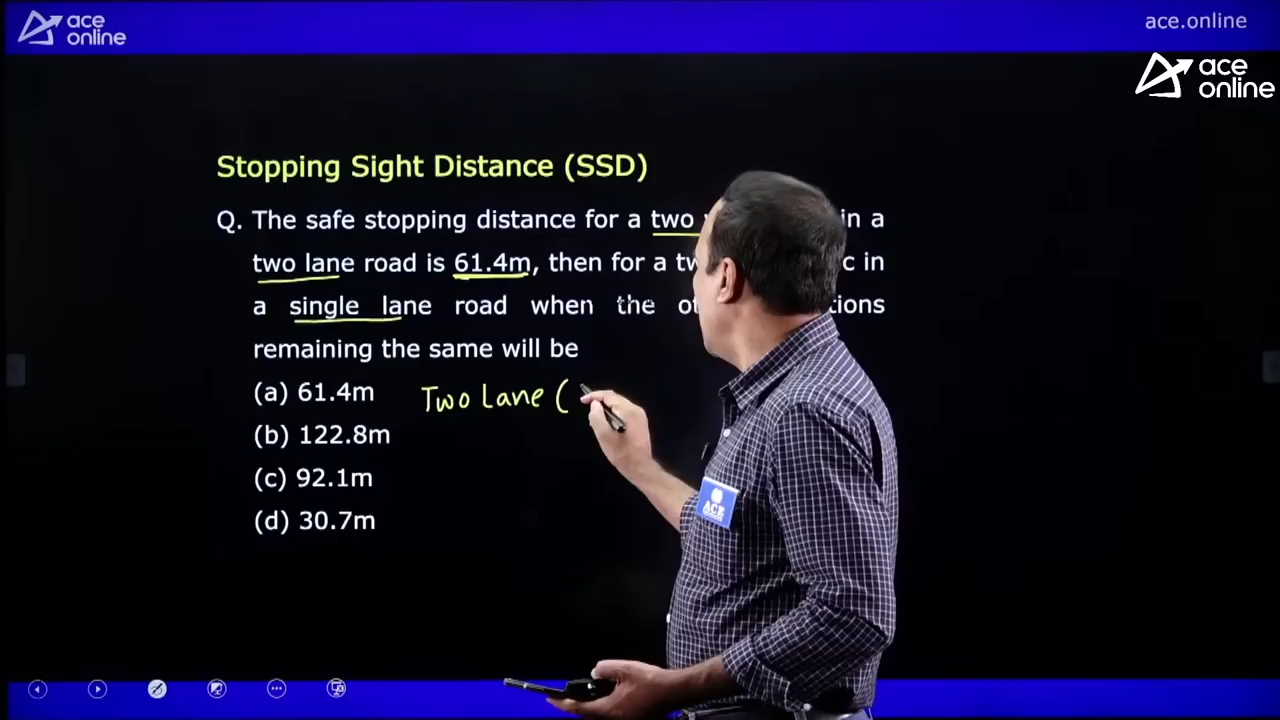 ace
online
ace.online
ace
online
Stopping Sight Distance (SSD)
Q. The safe stopping distance for a two in a
two lane road is 61.4m, then for a in
a single lane road when the
remaining the same will be
(a) 61.4m Two Lane (
(b) 122.8m
(c) 92.1m
(d) 30.7m
ACE